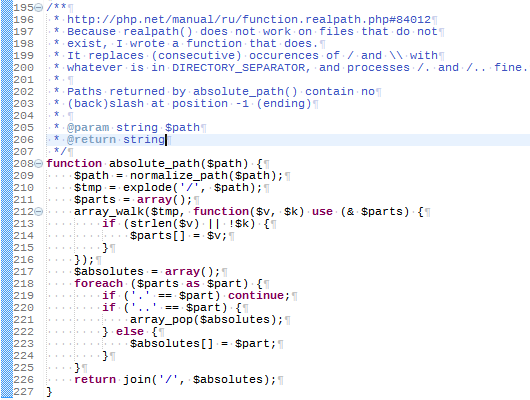 195 /**
196  * http://php.net/manual/ru/function.realpath.php#84012
197  * Because realpath() does not work on files that do not
198  * exist, I wrote a function that does.
199  * It replaces (consecutive) occurences of / and \\ with
200  * whatever is in DIRECTORY_SEPARATOR, and processes /. and /.. fine.
201  *
202  * Paths returned by absolute_path() contain no
203  * (back)slash at position -1 (ending)
204  *
205  * @param string $path
206  * @return string
207  */
208 function absolute_path($path) {
209     $path = normalize_path($path);
210     $tmp = explode('/', $path);
211     $parts = array();
212     array_walk($tmp, function($v, $k) use (& $parts) {
213         if (strlen($v) || !$k) {
214             $parts[] = $v;
215         }
216     });
217     $absolutes = array();
218     foreach ($parts as $part) {
219         if ('.' == $part) continue;
220         if ('..' == $part) {
221             array_pop($absolutes);
222         } else {
223             $absolutes[] = $part;
224         }
225     }
226     return join('/', $absolutes);
227 }